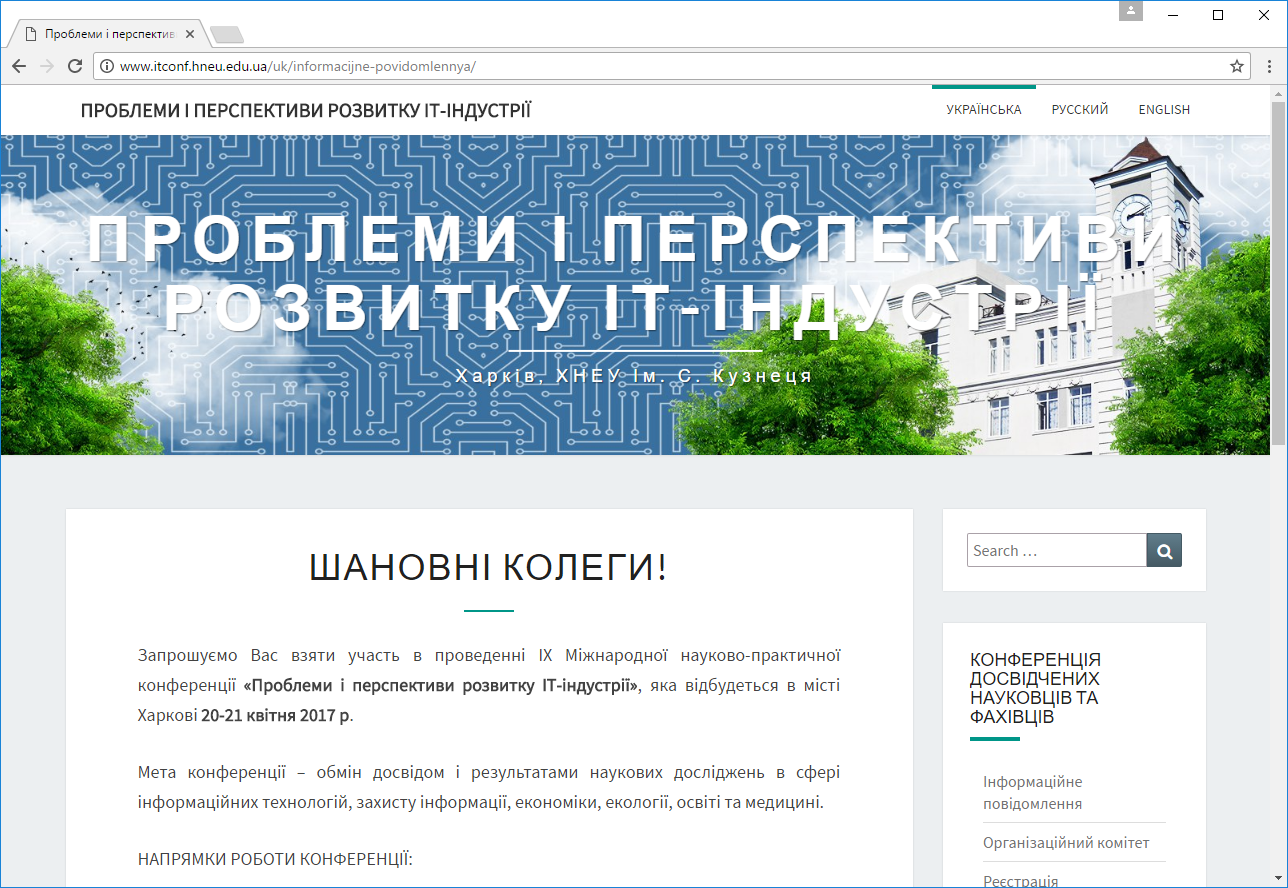 Проблеми і перспектив
www.itconf.hneu.edu.ua/uk/informacijne-povidomlennya/
ПРОБЛЕМИ І ПЕРСПЕКТИВИ РОЗВИТКУ ІТ-ІНДУСТРІЇ
УКРАЇНСЬКА РУССКИЙ ENGLISH
ПРОБЛЕМИ І ПЕРСПЕКТИВИ
РОЗВИТКУ ІТ-ІНДУСТРІЇ
Харків, ХНЕУ ім. С. Кузнеця
ШАНОВНІ КОЛЕГИ!
Запрошуємо Вас взяти участь в проведенні IX Міжнародної науково-практичної
конференції «Проблеми і перспективи розвитку ІТ-індустрії», яка відбудеться в місті
Харкові 20-21 квітня 2017 р.
Мета конференції – обмін досвідом і результатами наукових досліджень в сфері
інформаційних технологій, захисту інформації, економіки, екології, освіті та медицині.
НАПРЯМКИ РОБОТИ КОНФЕРЕНЦІЇ:
Search …
КОНФЕРЕНЦІЯ
ДОСВІДЧЕНИХ
НАУКОВЦІВ ТА
ФАХІВЦІВ
Інформаційне
повідомлення
Організаційний комітет
Реєстрація